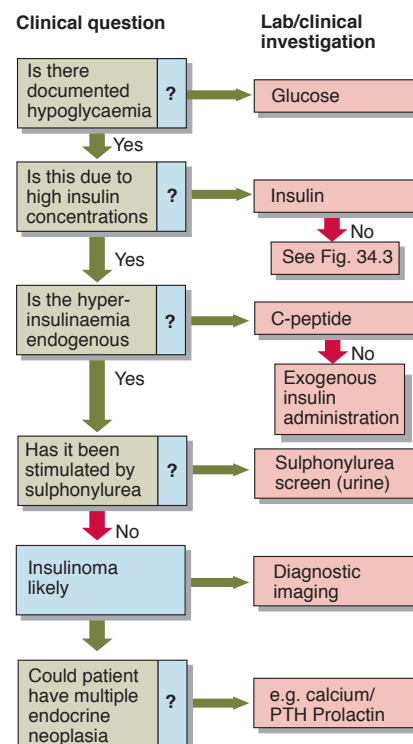 Clinical question
Lab/clinical
investigation
Is there
documented
hypoglycaemia
?
Glucose
Yes
Is this due to
high insulin
concentrations
?
Insulin
No
See Fig. 34.3
Yes
Is the hyper-
insulinaemia
endogenous
?
C-peptide
No
Exogenous
insulin
administration
Yes
Has it been
stimulated by
sulphonylurea
?
Sulphonylurea
screen (urine)
No
Insulinoma
likely
Diagnostic
imaging
Could patient
have multiple
endocrine
neoplasia
?
e.g. calcium/
PTH Prolactin